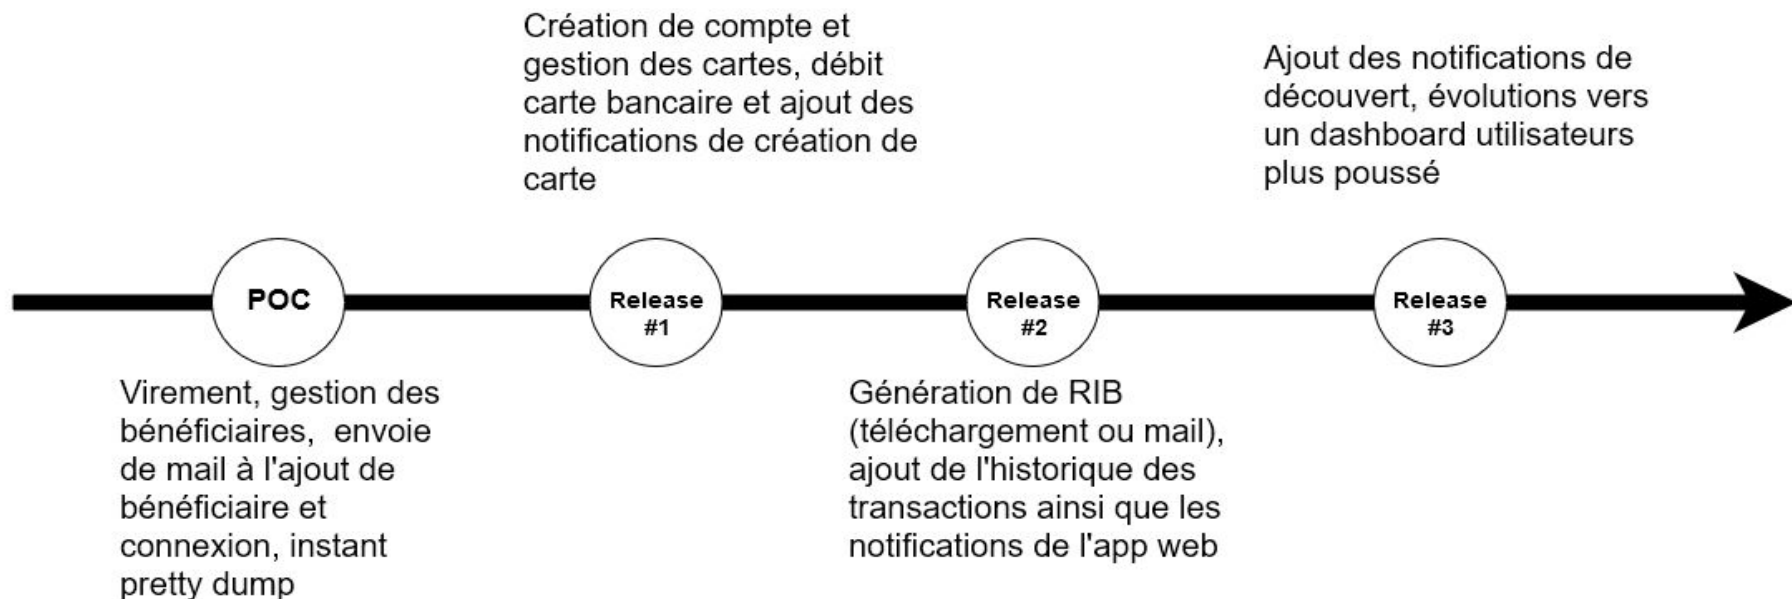 Création de compte et
gestion des cartes, débit
carte bancaire et ajout des
notifications de création de
carte
Ajout des notifications de
découvert, évolutions vers
un dashboard utilisateurs
plus poussé
POC
Release
#1
Release
#2
Release
#3
Virement, gestion des
bénéficiaires,  envoie
de mail à l'ajout de
bénéficiaire et
connexion, instant
pretty dump
Génération de RIB
(téléchargement ou mail),
ajout de l'historique des
transactions ainsi que les
notifications de l'app web